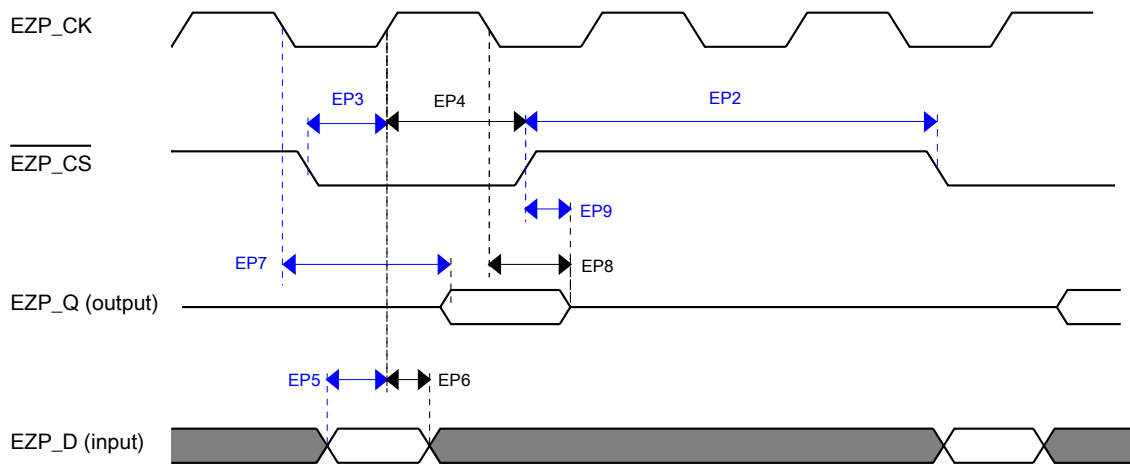 EZP_CK
EP3
EP4
EP2
EZP_CS
EP9
EP7
EP8
EZP_Q (output)
EP5
EP6
EZP_D (input)